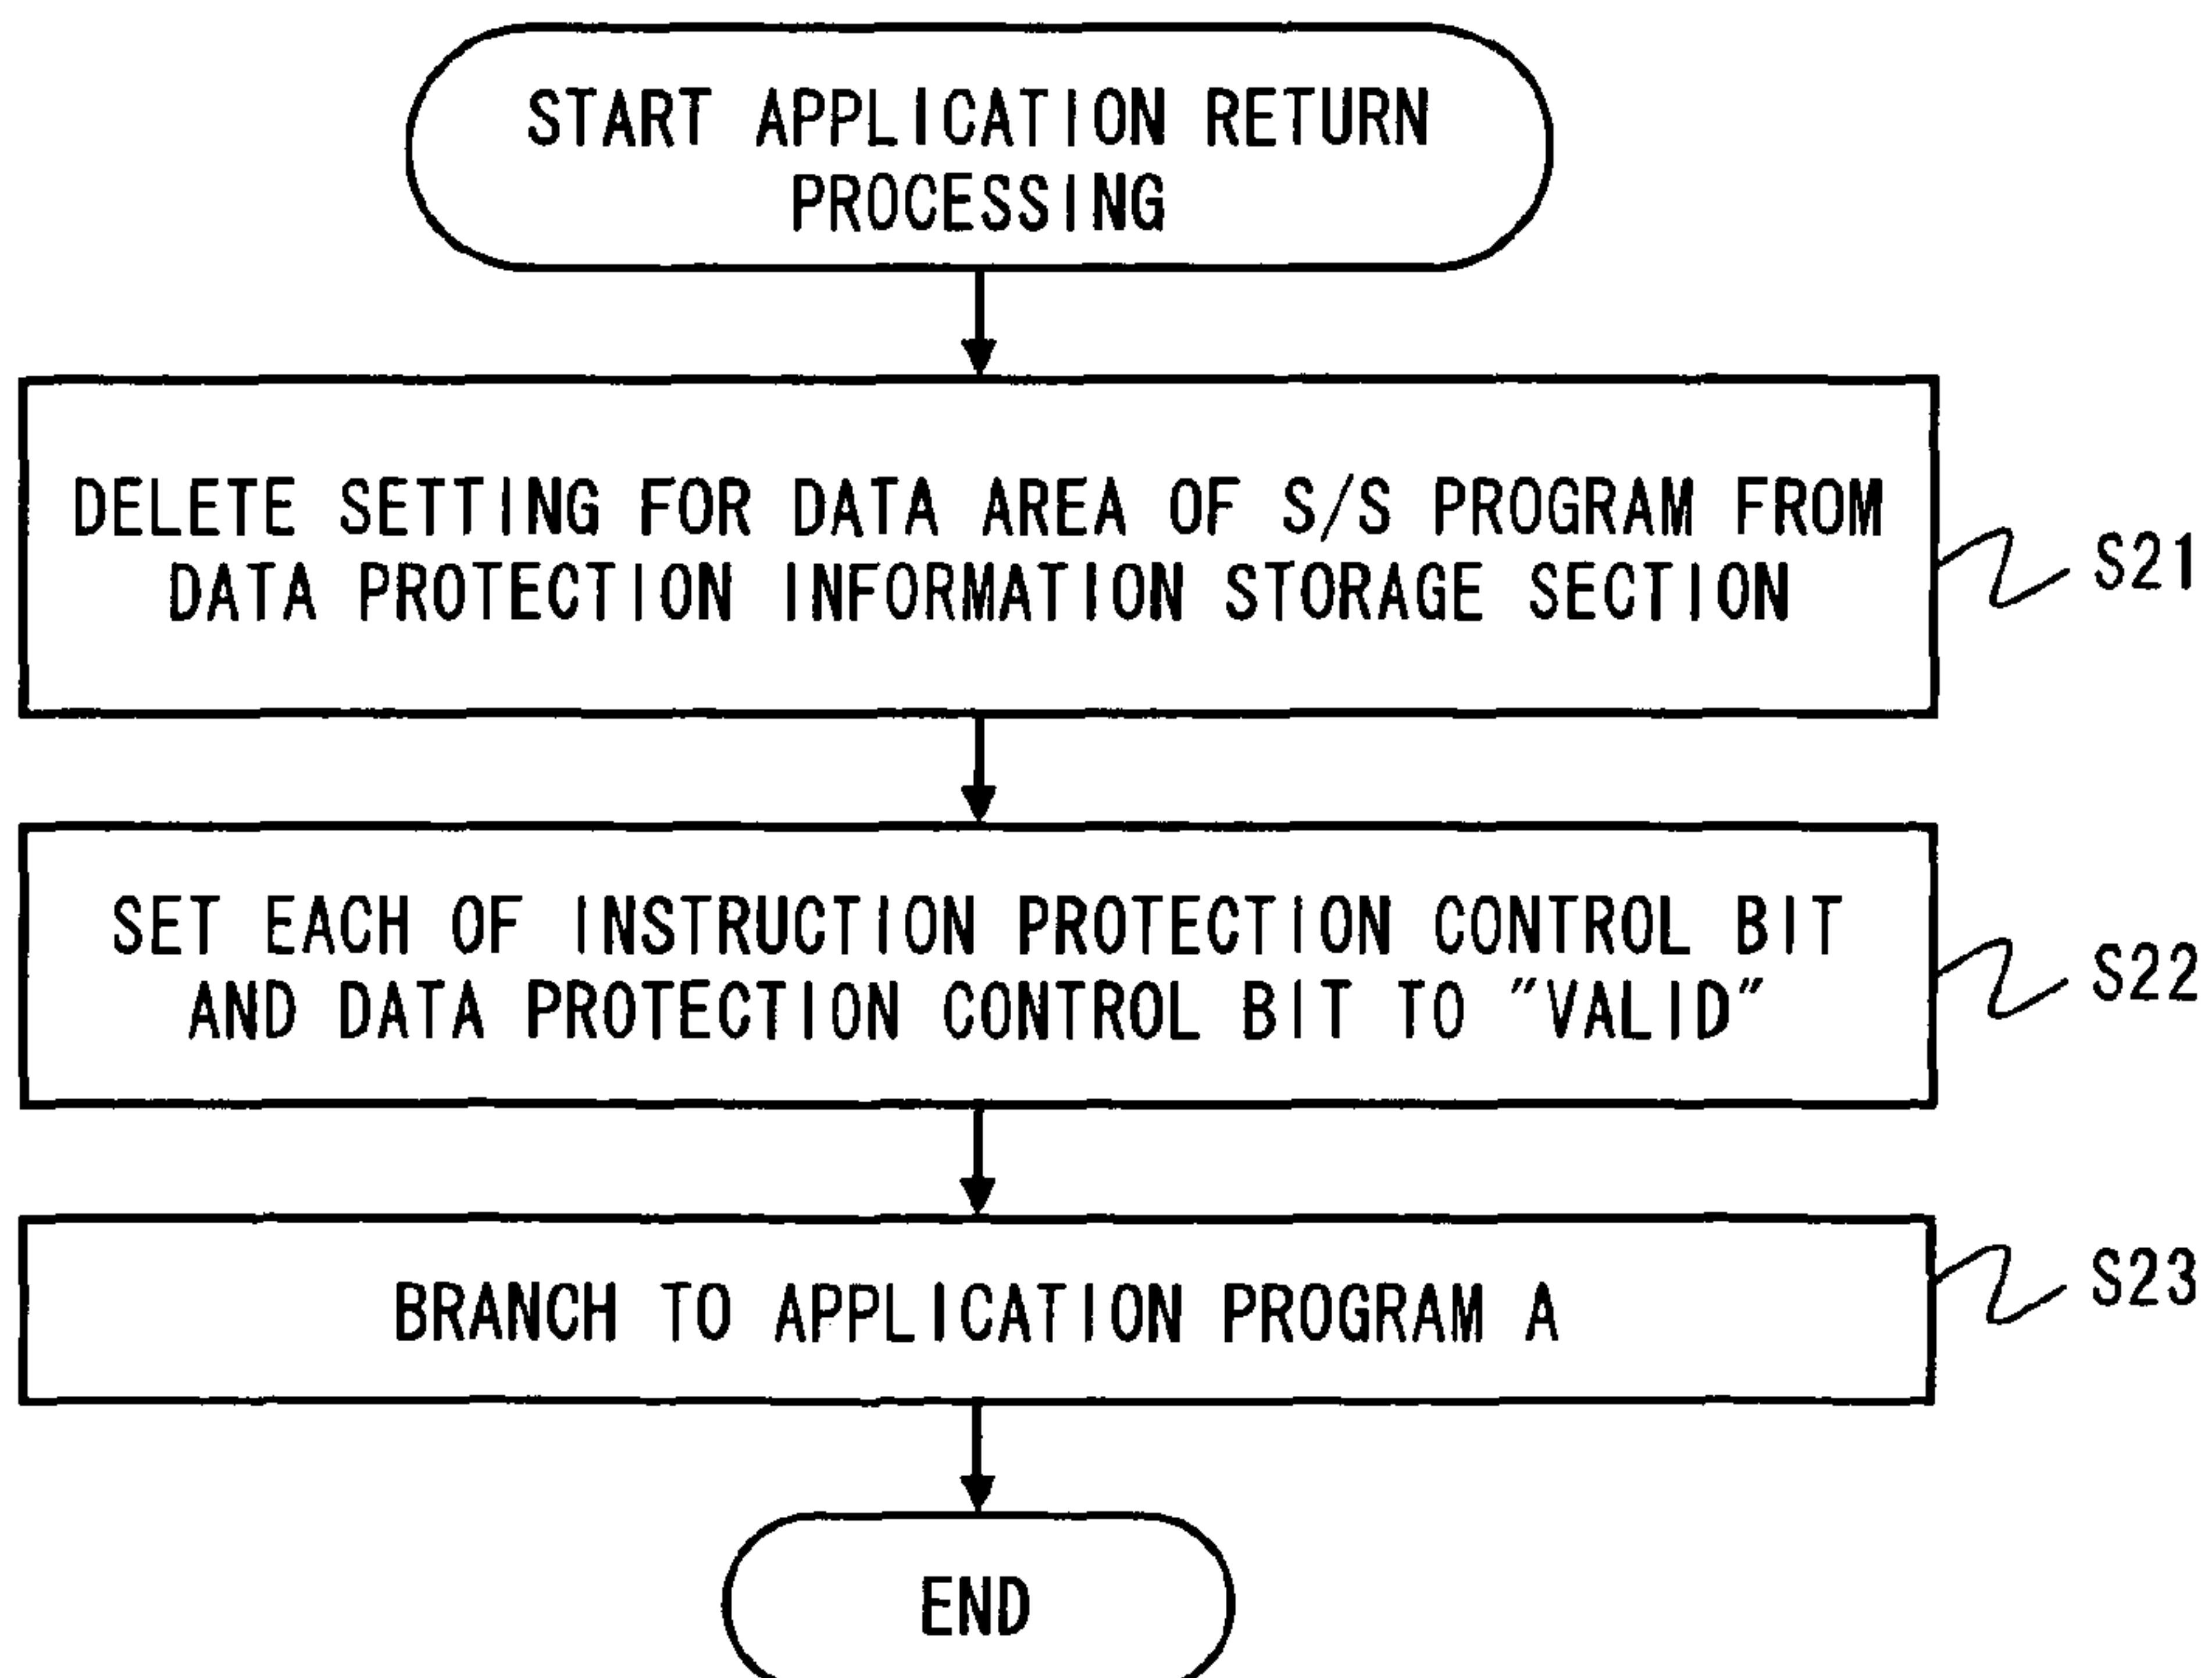 START APPLICATION RETURN
PROCESSING
DELETE SETTING FOR DATA AREA OF S/S PROGRAM FROM
DATA PROTECTION INFORMATION STORAGE SECTION
S21
SET EACH OF INSTRUCTION PROTECTION CONTROL BIT
AND DATA PROTECTION CONTROL BIT TO "VALID"
S22
BRANCH TO APPLICATION PROGRAM A
S23
END